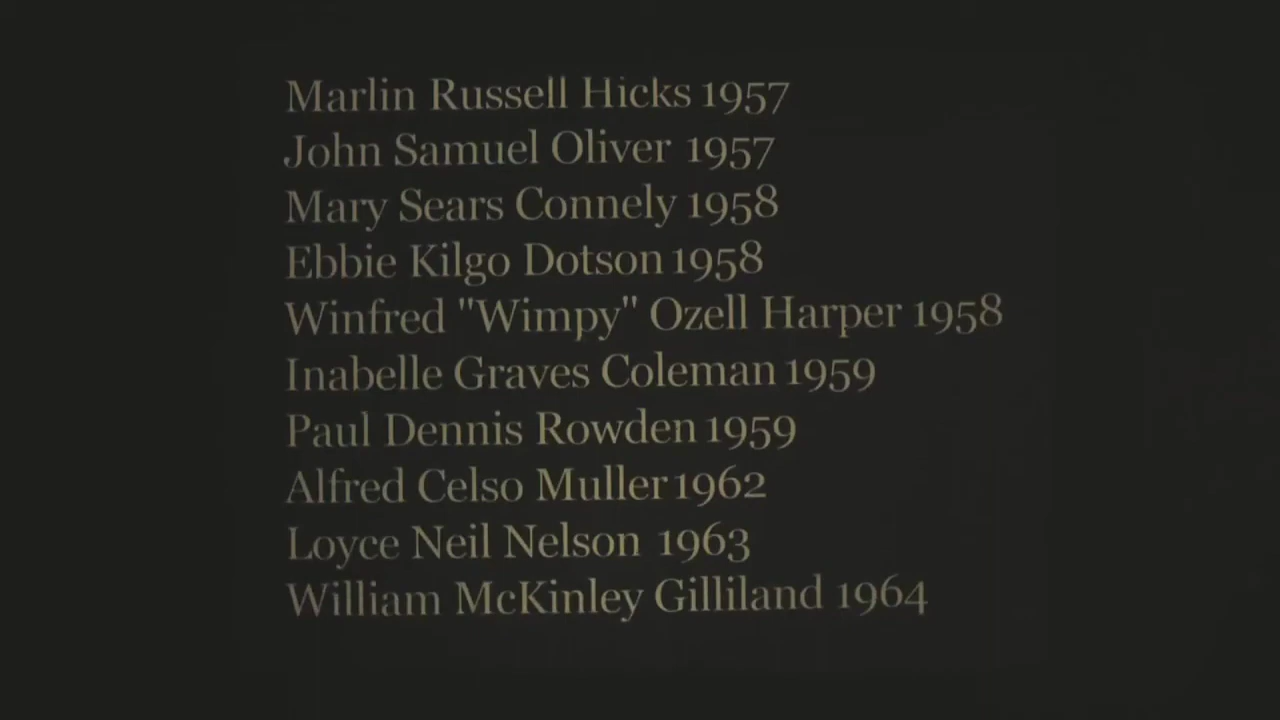 Marlin Russell Hicks 1957
John Samuel Oliver 1957
Mary Sears Connely 1958
Ebbie Kilgo Dotson 1958
Winfred "Wimpy" Ozell Harper 1958
Inabelle Graves Coleman 1959
Paul Dennis Rowden 1959
Alfred Celso Muller 1962
Loyce Neil Nelson 1963
William McKinley Gilliland 1964